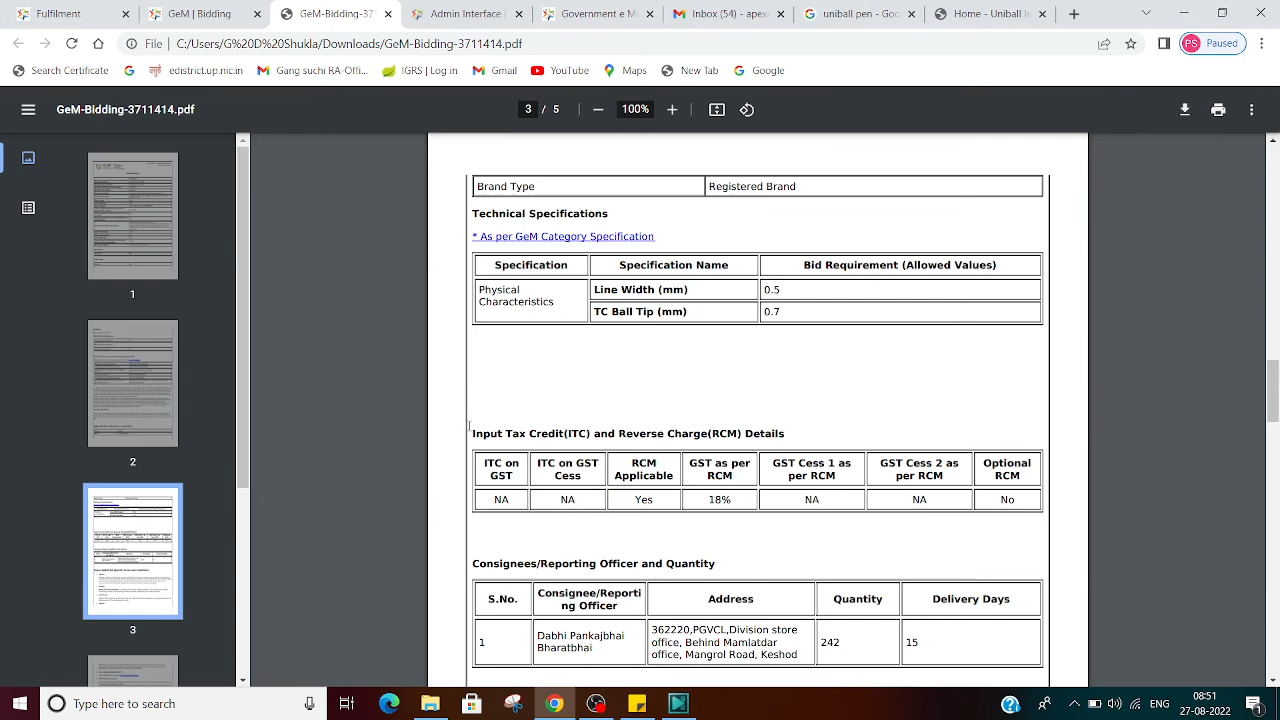 Fulfilment
GeM | Bidding
GeM-Bidding-37
Admin Interface |
Government e M
Inbox (54) - apex
uniball pen - Goo
Home - Uniball In
File C:/Users/G%20D%20Shukla/Downloads/GeM-Bidding-3711414.pdf
PS Paused
Search Certificate
edistrict.up.nic.in
Gang such RA-Offi...
IGRS | Log in
Gmail
YouTube
Maps
New Tab
Google
GeM-Bidding-3711414.pdf
3 / 5
100%
1
2
3
Brand Type Registered Brand
Technical Specifications
* As per GeM Category Specification
Specification Specification Name Bid Requirement (Allowed Values)
Physical Characteristics
Line Width (mm) 0.5
TC Ball Tip (mm) 0.7
Input Tax Credit(ITC) and Reverse Charge(RCM) Details
ITC on GST ITC on GST Cess RCM Applicable GST as per RCM GST Cess 1 as per RCM GST Cess 2 as per RCM Optional RCM
NA NA Yes 18% NA NA No
Consignees/Reporting Officer and Quantity
S.No. Consignee/Reporti ng Officer Address Quantity Delivery Days
1 Dabhi Pankajbhai Bharatbhai 362220,PGVCL,Division store office, Behind Mamlatdar office, Mangrol Road, Keshod 242 15
Type here to search
ENG
08:51
27-08-2022